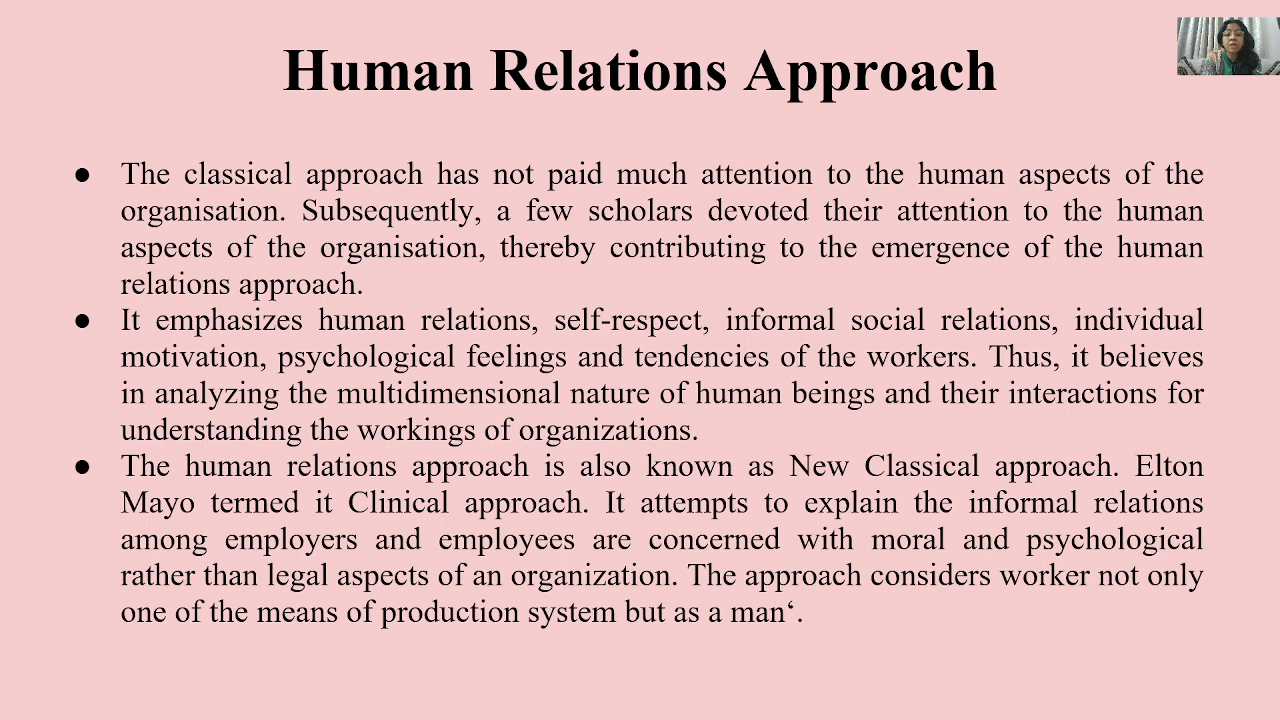 Human Relations Approach
● The classical approach has not paid much attention to the human aspects of the
organisation. Subsequently, a few scholars devoted their attention to the human
aspects of the organisation, thereby contributing to the emergence of the human
relations approach.
● It emphasizes human relations, self-respect, informal social relations, individual
motivation, psychological feelings and tendencies of the workers. Thus, it believes
in analyzing the multidimensional nature of human beings and their interactions for
understanding the workings of organizations.
● The human relations approach is also known as New Classical approach. Elton
Mayo termed it Clinical approach. It attempts to explain the informal relations
among employers and employees are concerned with moral and psychological
rather than legal aspects of an organization. The approach considers worker not only
one of the means of production system but as a man‘.